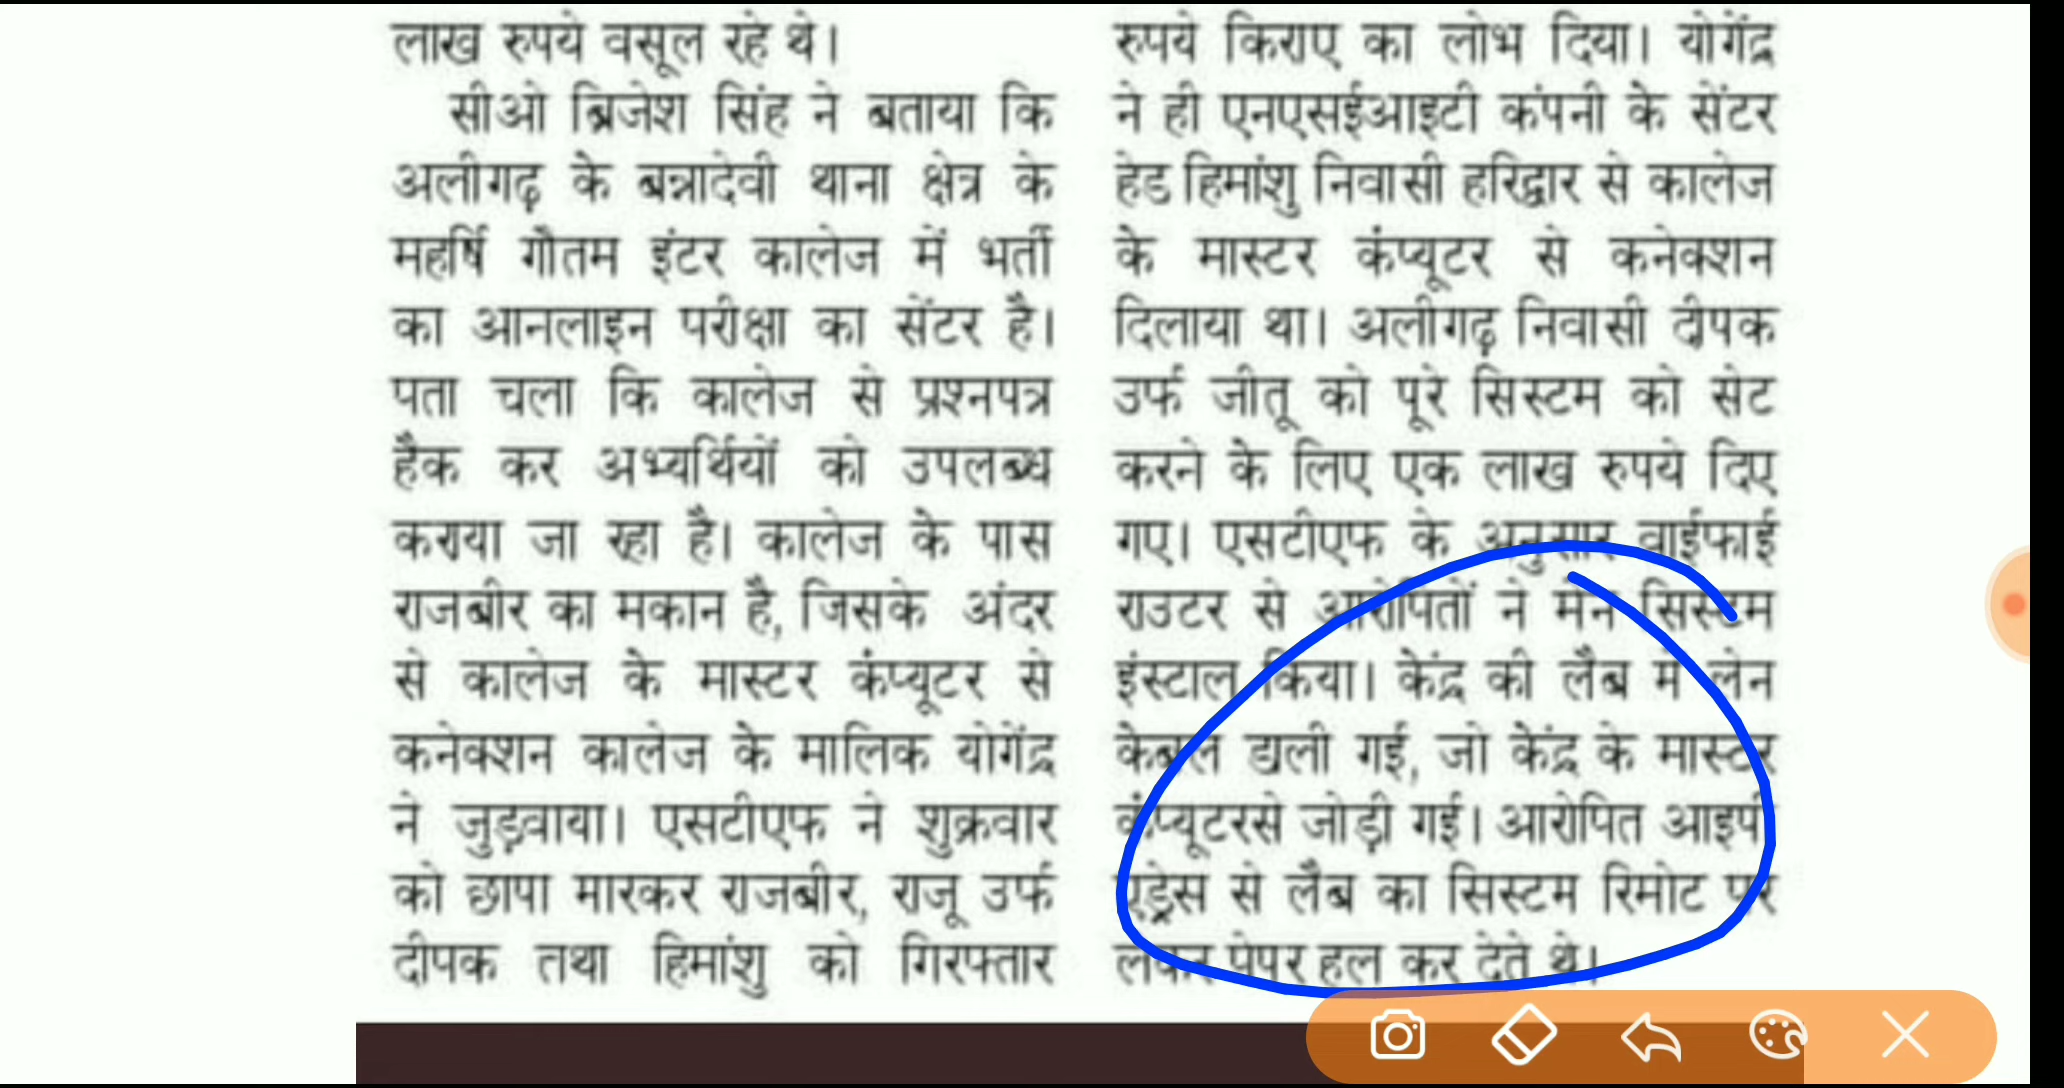 लाख रुपये वसूल रहे थे।
सीओ ब्रिजेश सिंह ने बताया कि
अलीगढ़ के बन्नादेवी थाना क्षेत्र के
महर्षि गौतम इंटर कालेज में भर्ती
का आनलाइन परीक्षा का सेंटर है।
पता चला कि कालेज से प्रश्नपत्र
हैक कर अभ्यर्थियों को उपलब्ध
कराया जा रहा है। कालेज के पास
राजबीर का मकान है, जिसके अंदर
से कालेज के मास्टर कंप्यूटर से
कनेक्शन कालेज के मालिक योगेंद्र
ने जुड़वाया। एसटीएफ ने शुक्रवार
को छापा मारकर राजबीर, राजू उर्फ
दीपक तथा हिमांशु को गिरफ्तार
रुपये किराए का लोभ दिया। योगेंद्र
ने ही एनएसईआइटी कंपनी के सेंटर
हेड हिमांशु निवासी हरिद्वार से कालेज
के मास्टर कंप्यूटर से कनेक्शन
दिलाया था। अलीगढ़ निवासी दीपक
उर्फ जीतू को पूरे सिस्टम को सेट
करने के लिए एक लाख रुपये दिए
गए। एसटीएफ के अनुसार वाईफाई
राउटर से आरोपितों ने मेन सिस्टम
इंस्टाल किया। केंद्र की लैब में लेन
केबल डाली गई, जो केंद्र के मास्टर
कंप्यूटरसे जोड़ी गई। आरोपित आइपी
एड्रेस से लैब का सिस्टम रिमोट पर
लेकर पेपर हल कर देते थे।